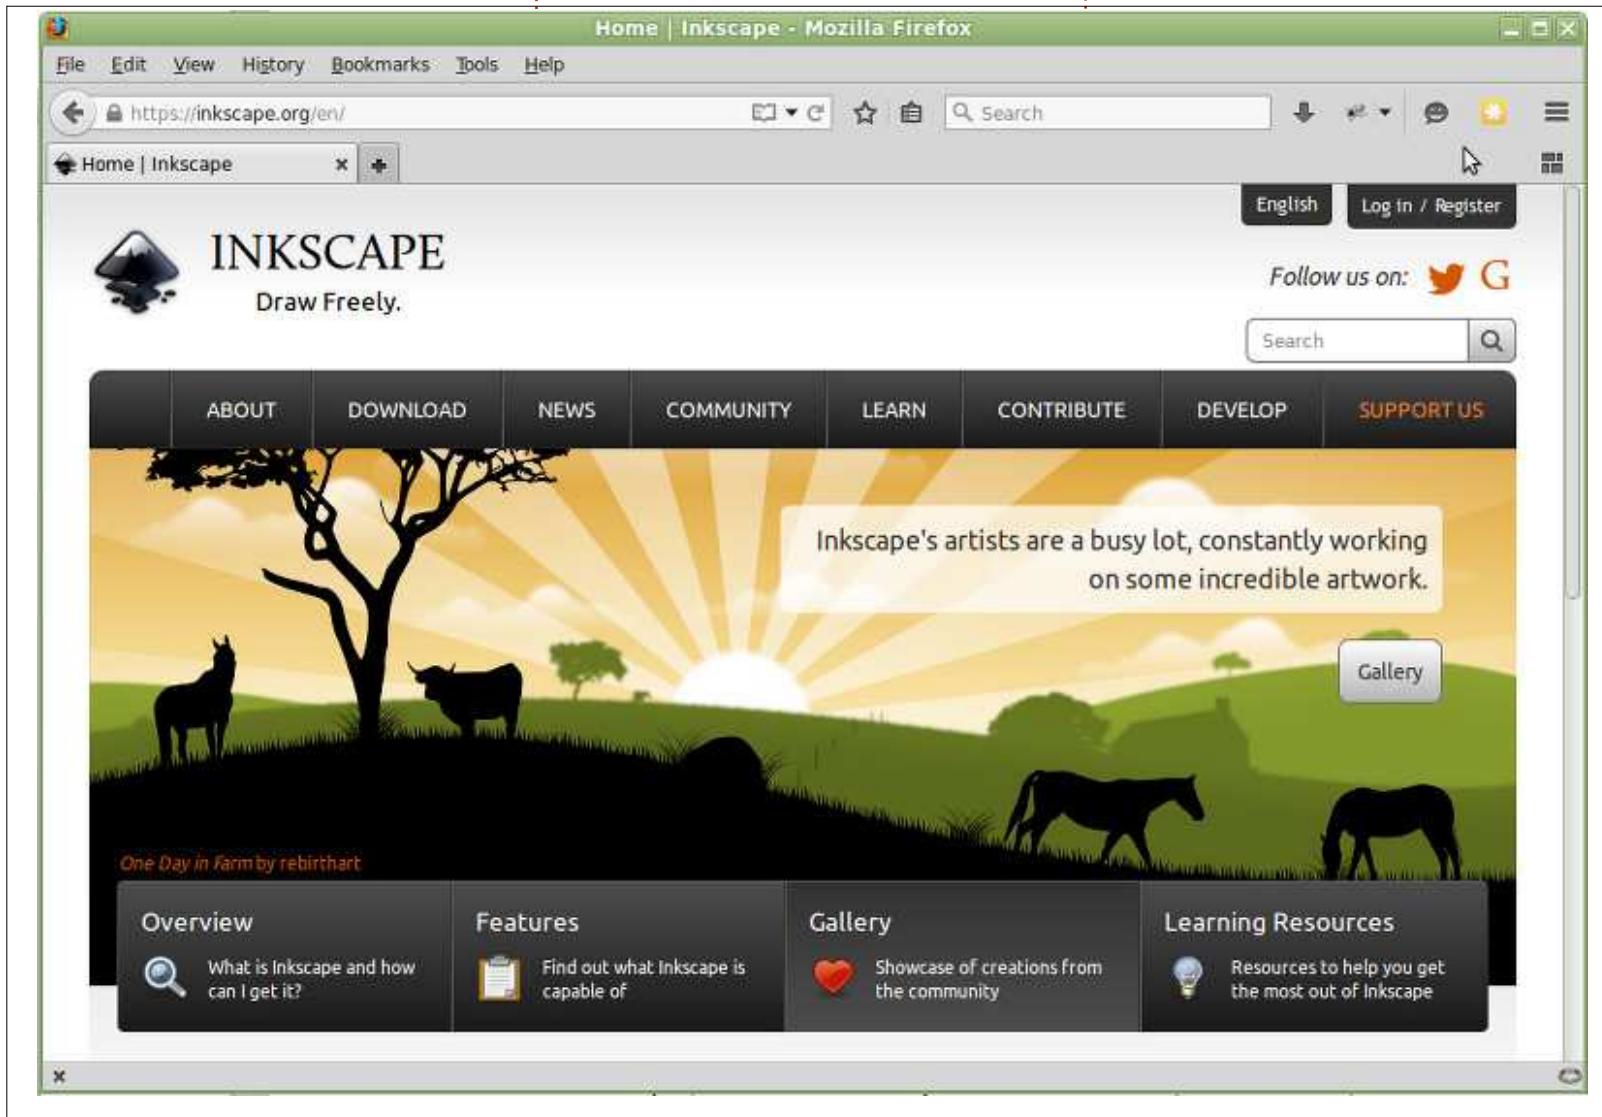 Home | Inkscape - Mozilla Firefox
File Edit View History Bookmarks Tools Help
https://inkscape.org/en/
Search
Home | Inkscape
English
Log in / Register
INKSCAPE
Draw Freely.
Follow us on:
G
Search
ABOUT DOWNLOAD NEWS COMMUNITY LEARN CONTRIBUTE DEVELOP SUPPORT US
Inkscape's artists are a busy lot, constantly working
on some incredible artwork.
Gallery
One Day in Farm by rebirthart
Overview
What is Inkscape and how
can I get it?
Features
Find out what Inkscape is
capable of
Gallery
Showcase of creations from
the community
Learning Resources
Resources to help you get
the most out of Inkscape